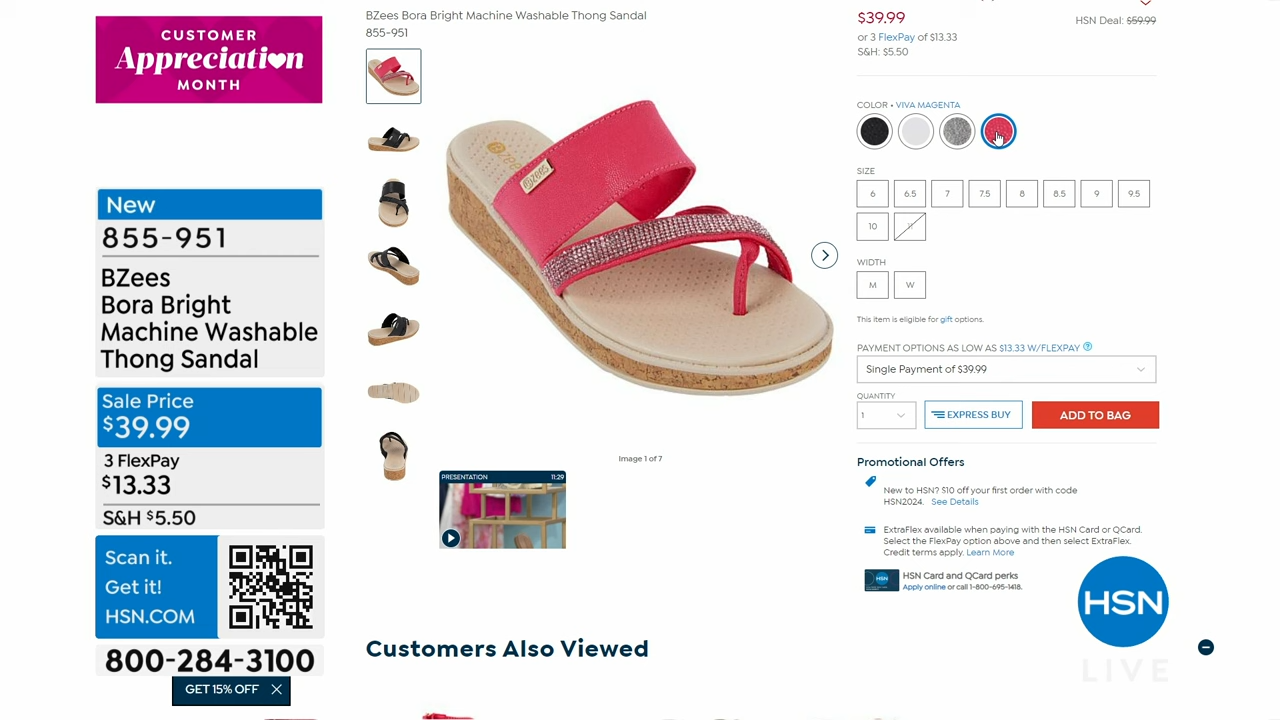 CUSTOMER
Appreciation
MONTH
New
855-951
BZees
Bora Bright
Machine Washable
Thong Sandal
Sale Price
$39.99
3 FlexPay
$13.33
S&H $5.50
Scan it.
Get it!
HSN.COM
800-284-3100
GET 15% OFF
BZees Bora Bright Machine Washable Thong Sandal
855-951
Bzees
Bzees
Image 1 of 7
PRESENTATION 11:29
$39.99
HSN Deal: $59.99
or 3 FlexPay of $13.33
S&H: $5.50
COLOR • VIVA MAGENTA
SIZE
6 6.5 7 7.5 8 8.5 9 9.5
10 11
WIDTH
M W
This item is eligible for gift options.
PAYMENT OPTIONS AS LOW AS $13.33 W/FLEXPAY ?
Single Payment of $39.99
QUANTITY
1 EXPRESS BUY ADD TO BAG
Promotional Offers
New to HSN? $10 off your first order with code
HSN2024. See Details
ExtraFlex available when paying with the HSN Card or QCard.
Select the FlexPay option above and then select ExtraFlex.
Credit terms apply. Learn More
HSN
HSN Card and QCard perks
Apply online or call 1-800-695-1418.
HSN
LIVE
Customers Also Viewed